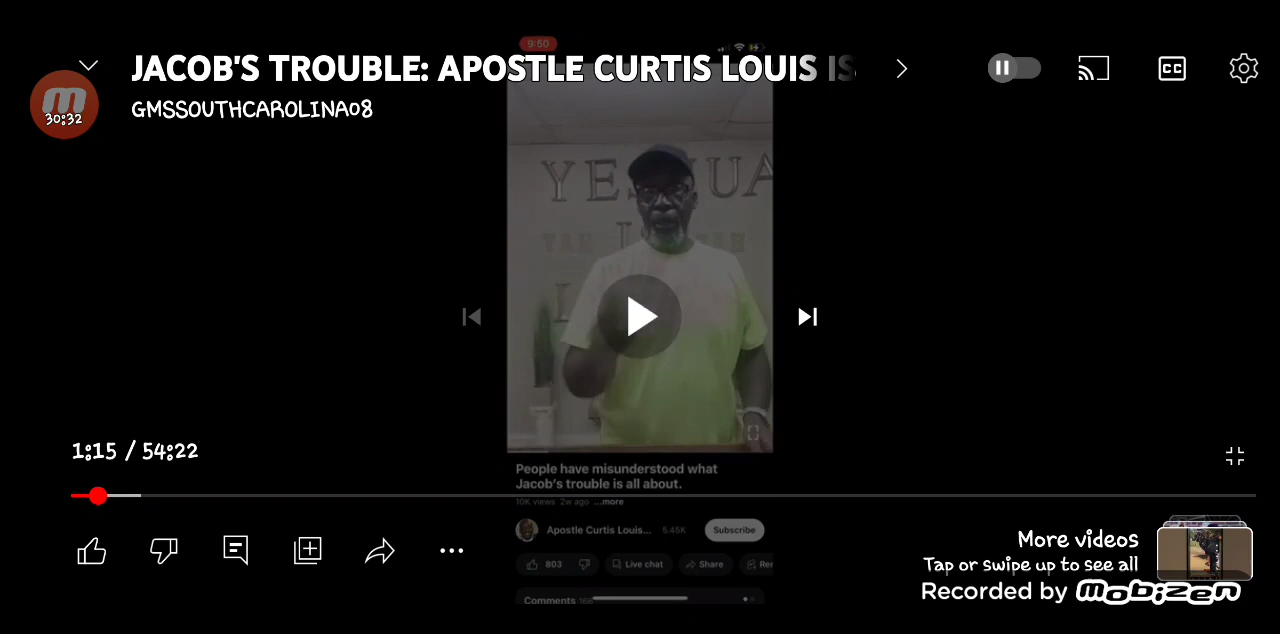 9:50
JACOB'S TROUBLE: APOSTLE CURTIS LOUIS IS
GMSSOUTHCAROLINA08
30:32
CC
YESHUA
1:15 / 54:22
People have misunderstood what
Jacob's trouble is all about.
10K views 2w ago ...more
Apostle Curtis Louis... 5.45K Subscribe
803 Live chat Share
Comments
More videos
Tap or swipe up to see all
Recorded by Mobizen